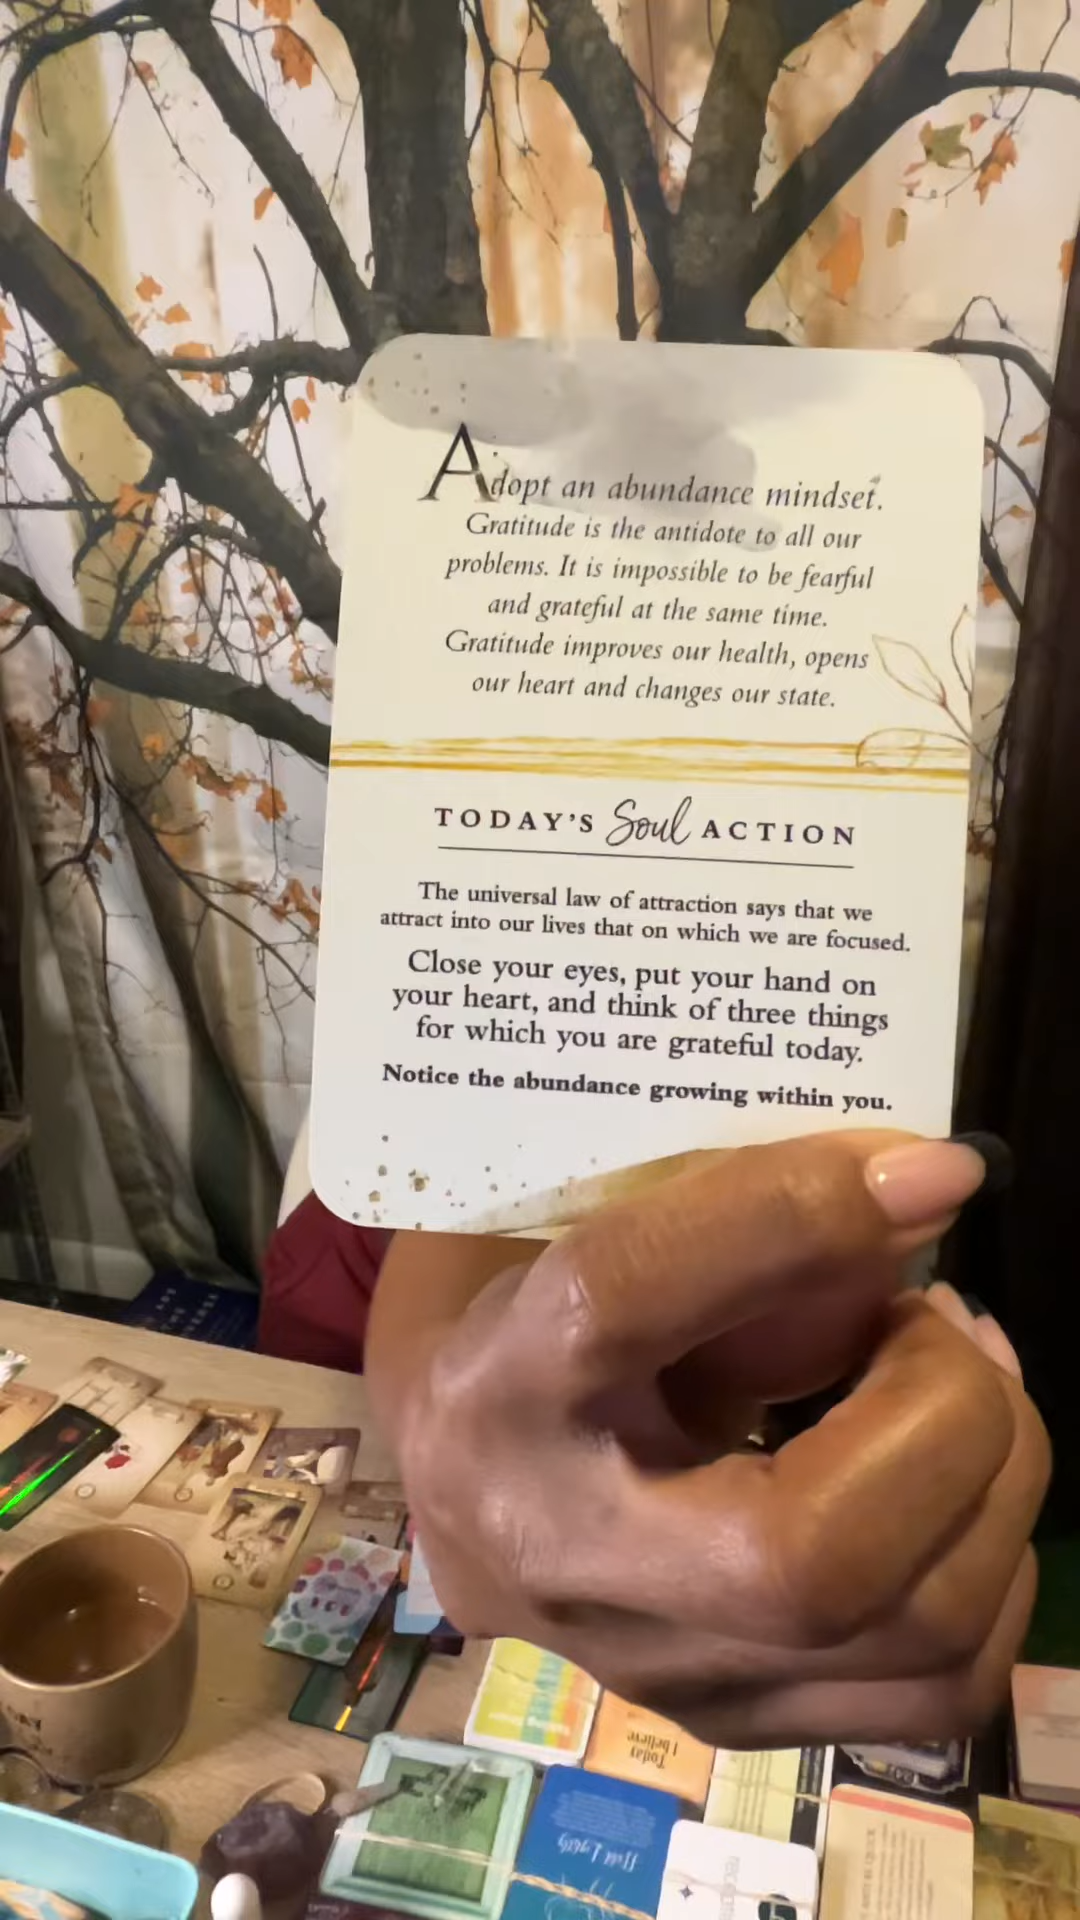 Adopt an abundance mindset.
Gratitude is the antidote to all our
problems. It is impossible to be fearful
and grateful at the same time.
Gratitude improves our health, opens
our heart and changes our state.
TODAY'S Soul ACTION
The universal law of attraction says that we
attract into our lives that on which we are focused.
Close your eyes, put your hand on
your heart, and think of three things
for which you are grateful today.
Notice the abundance growing within you.
Today
I believe
Hold Lightly